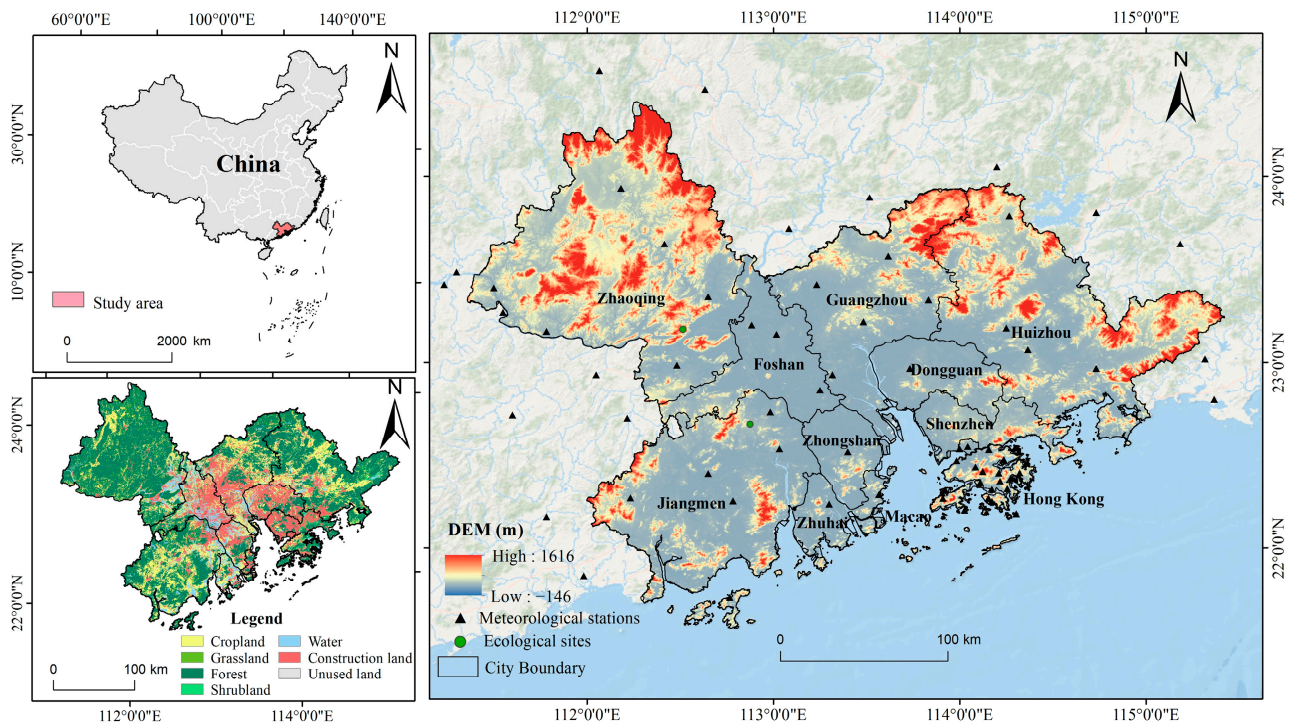 60°0'0"E 100°0'0"E 140°0'0"E
N
30°0'0"N
10°0'0"N
China
Study area
0 2000 km
N
24°0'0"N
22°0'0"N
Legend
Cropland
Grassland
Forest
Shrubland
Water
Construction land
Unused land
0 100 km
112°0'0"E 114°0'0"E
112°0'0"E 113°0'0"E 114°0'0"E 115°0'0"E
N
24°0'0"N
23°0'0"N
22°0'0"N
Zhaoqing
Guangzhou
Huizhou
Foshan
Dongguan
Shenzhen
Zhongshan
Jiangmen
Hong Kong
Zhuhai
Macao
DEM (m)
High : 1616
Low : −146
Meteorological stations
Ecological sites
City Boundary
0 100 km
112°0'0"E 113°0'0"E 114°0'0"E 115°0'0"E